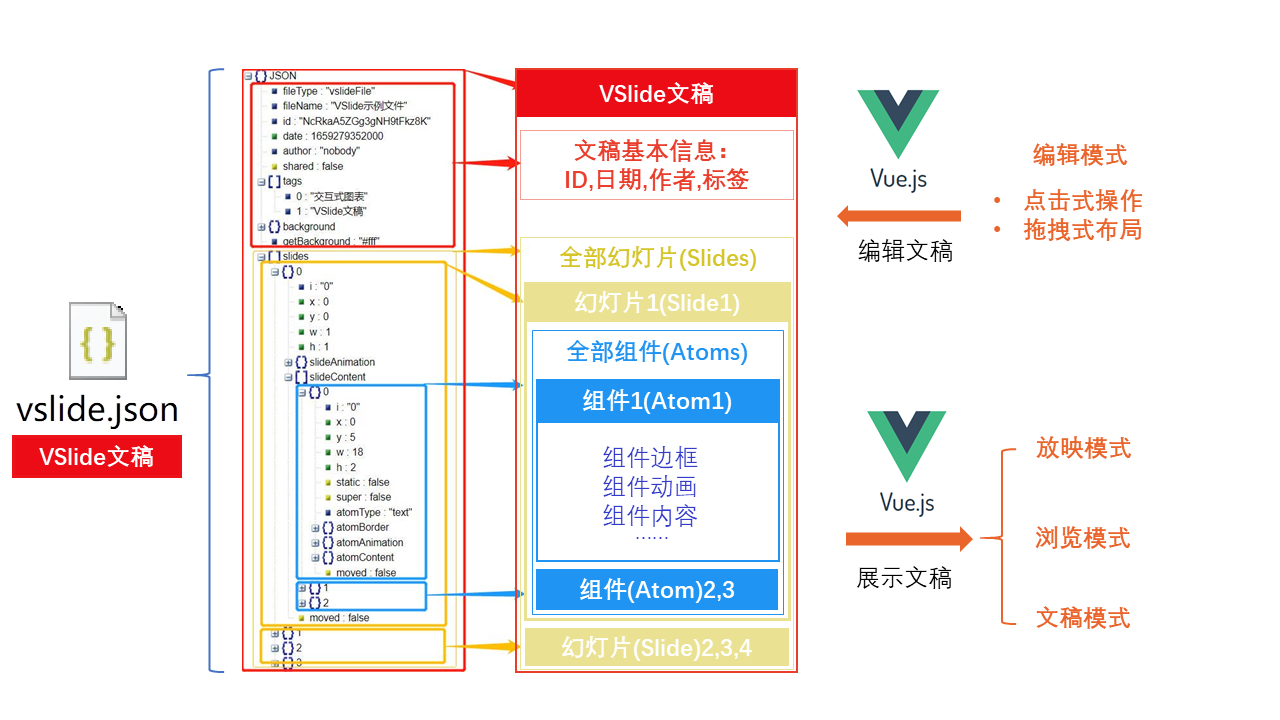 { }
vslide.json
VSlide文稿
{} JSON
fileType : "vslideFile"
fileName : "VSlide示例文件"
id : "NcRkaA5ZGg3gNH9tFkz8K"
date : 1659279352000
author : "nobody"
shared : false
[] tags
0 : "交互式图表"
1 : "VSlide文稿"
{} background
getBackground : "#fff"
[] slides
{} 0
i : "0"
x : 0
y : 0
w : 1
h : 1
{} slideAnimation
[] slideContent
{} 0
i : "0"
x : 0
y : 5
w : 18
h : 2
static : false
super : false
atomType : "text"
{} atomBorder
{} atomAnimation
{} atomContent
moved : false
{} 1
{} 2
moved : false
{} 1
{} 2
{} 3
VSlide文稿
文稿基本信息：
ID,日期,作者,标签
全部幻灯片(Slides)
幻灯片1(Slide1)
全部组件(Atoms)
组件1(Atom1)
组件边框
组件动画
组件内容
……
组件(Atom)2,3
幻灯片(Slide)2,3,4
Vue.js
编辑文稿
编辑模式
• 点击式操作
• 拖拽式布局
Vue.js
展示文稿
放映模式
浏览模式
文稿模式